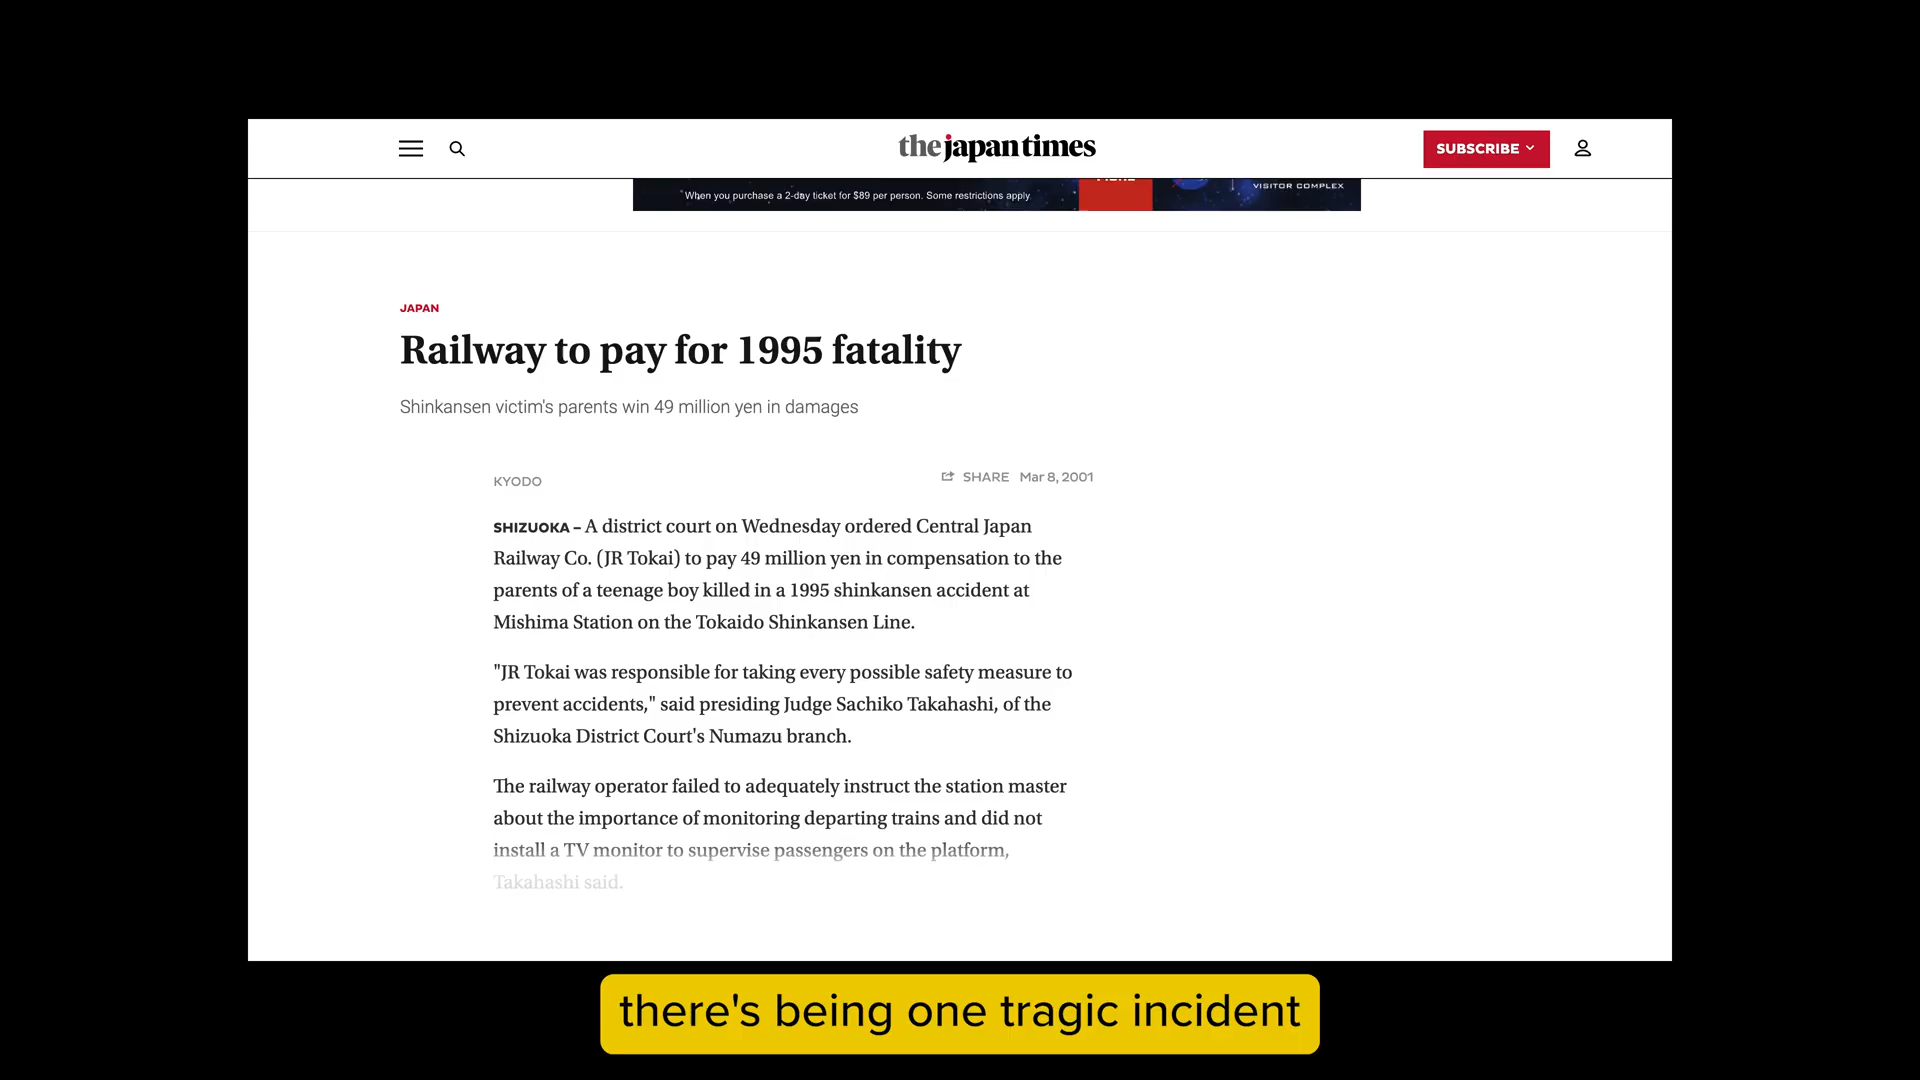 the japan times
SUBSCRIBE
*When you purchase a 2-day ticket for $89 per person. Some restrictions apply
VISITOR COMPLEX
JAPAN
Railway to pay for 1995 fatality
Shinkansen victim's parents win 49 million yen in damages
KYODO
SHARE Mar 8, 2001
SHIZUOKA – A district court on Wednesday ordered Central Japan
Railway Co. (JR Tokai) to pay 49 million yen in compensation to the
parents of a teenage boy killed in a 1995 shinkansen accident at
Mishima Station on the Tokaido Shinkansen Line.
"JR Tokai was responsible for taking every possible safety measure to
prevent accidents," said presiding Judge Sachiko Takahashi, of the
Shizuoka District Court's Numazu branch.
The railway operator failed to adequately instruct the station master
about the importance of monitoring departing trains and did not
install a TV monitor to supervise passengers on the platform,
Takahashi said.
there's being one tragic incident